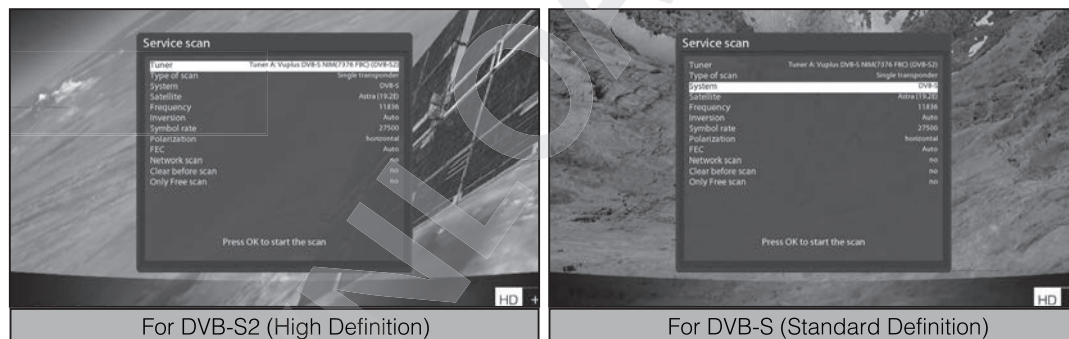 Service scan
Tuner Tuner A: Vuplus DVB-S NIM(7376 FBC) (DVB-S2)
Type of scan Single transponder
System DVB-S
Satellite Astra (19.2E)
Frequency 11836
Inversion Auto
Symbol rate 27500
Polarization horizontal
FEC Auto
Network scan no
Clear before scan no
Only Free scan no
Press OK to start the scan
HD +
For DVB-S2 (High Definition)
Service scan
Tuner Tuner A: Vuplus DVB-S NIM(7376 FBC) (DVB-S2)
Type of scan Single transponder
System DVB-S
Satellite Astra (19.2E)
Frequency 11836
Inversion Auto
Symbol rate 27500
Polarization horizontal
FEC Auto
Network scan no
Clear before scan no
Only Free scan no
Press OK to start the scan
HD
For DVB-S (Standard Definition)